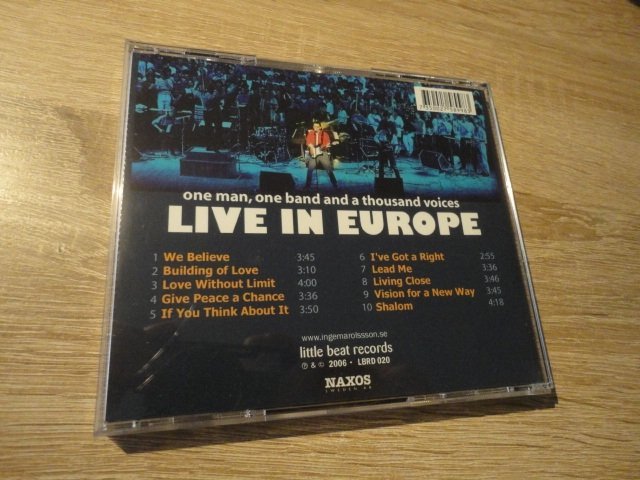 one man, one band and a thousand voices
LIVE IN EUROPE
1 We Believe 3:45
2 Building of Love 3:10
3 Love Without Limit 4:00
4 Give Peace a Chance 3:36
5 If You Think About It 3:50
6 I've Got a Right 2:55
7 Lead Me 3:36
8 Living Close 3:46
9 Vision for a New Way 3:45
10 Shalom 4:18
www.ingemarolssson.se
little beat records
℗ & © 2006 • LBRD 020
NAXOS
SWEDEN AB